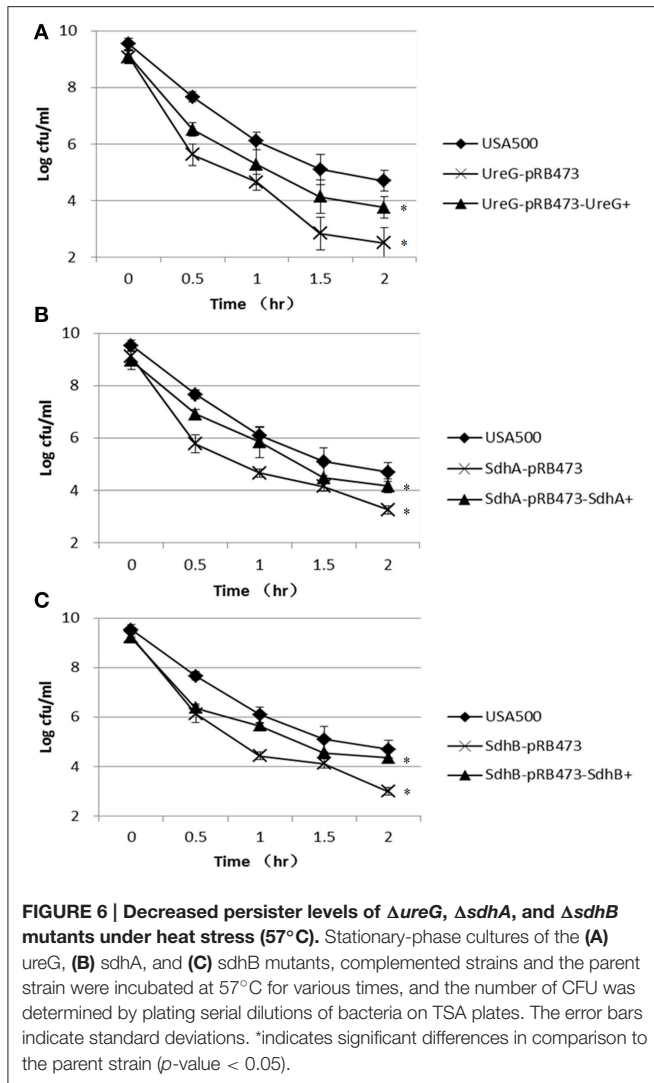 A
10
8
6
4
2
Log cfu/ml
0 0.5 1 1.5 2
Time （hr）
USA500
UreG-pRB473
UreG-pRB473-UreG+
*
*
B
10
8
6
4
2
Log cfu/ml
0 0.5 1 1.5 2
Time （hr）
USA500
SdhA-pRB473
SdhA-pRB473-SdhA+
*
*
C
10
8
6
4
2
Log cfu/ml
0 0.5 1 1.5 2
Time （hr）
USA500
SdhB-pRB473
SdhB-pRB473-SdhB+
*
*
FIGURE 6 | Decreased persister levels of ΔureG, ΔsdhA, and ΔsdhB
mutants under heat stress (57°C). Stationary-phase cultures of the (A)
ureG, (B) sdhA, and (C) sdhB mutants, complemented strains and the parent
strain were incubated at 57°C for various times, and the number of CFU was
determined by plating serial dilutions of bacteria on TSA plates. The error bars
indicate standard deviations. *indicates significant differences in comparison to
the parent strain (p-value < 0.05).